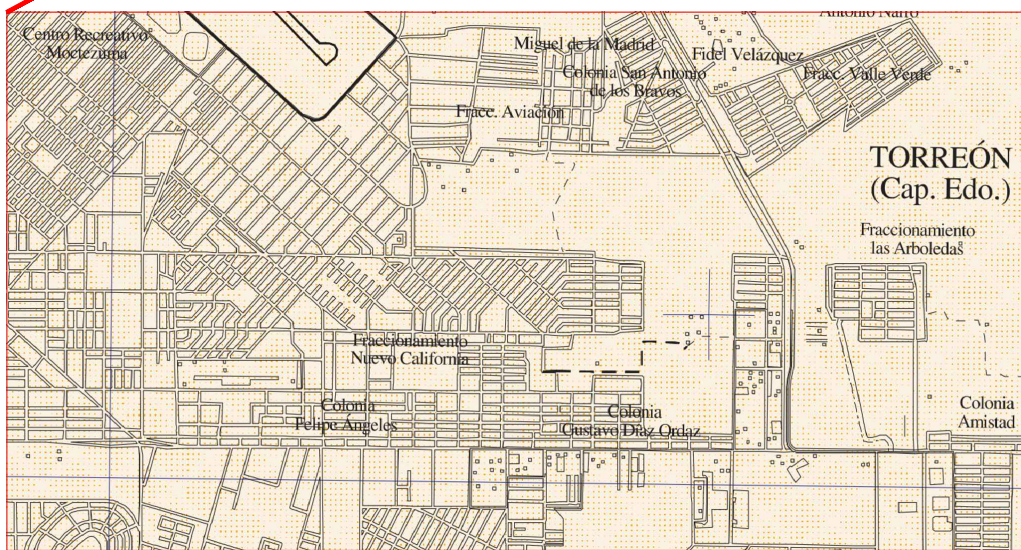 Antonio Narro
Centro Recreativo
Moctezuma
Miguel de la Madrid
Fidel Velázquez
Colonia San Antonio
de los Bravos
Fracc. Valle Verde
Fracc. Aviación
TORREÓN
(Cap. Edo.)
Fraccionamiento
las Arboledas
Fraccionamiento
Nuevo California
Colonia
Felipe Ángeles
Colonia
Gustavo Díaz Ordaz
Colonia
Amistad